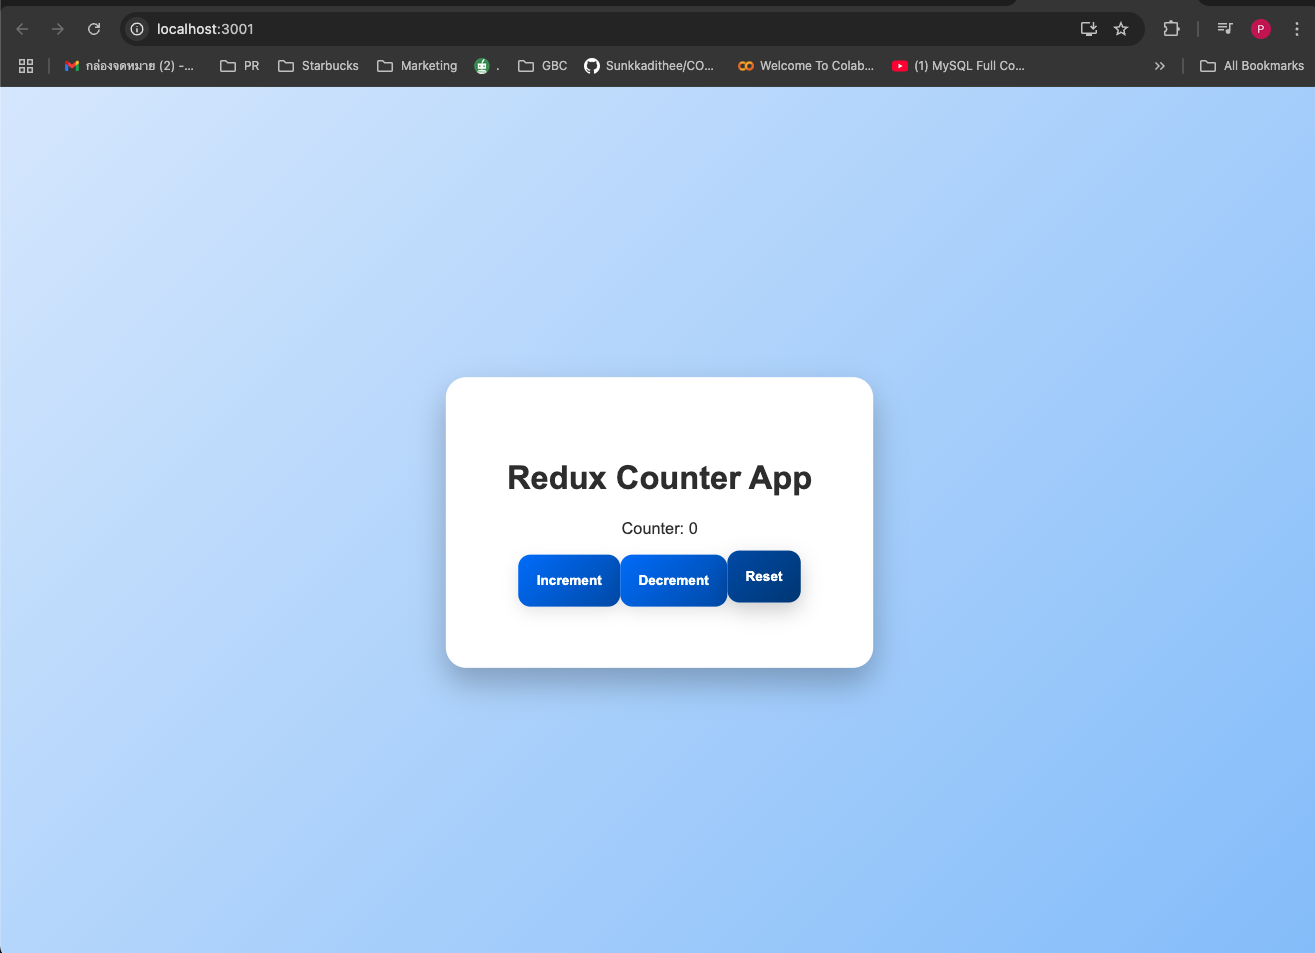 localhost:3001
กล่องจดหมาย (2) -...
PR
Starbucks
Marketing
.
GBC
Sunkkadithee/CO...
Welcome To Colab...
(1) MySQL Full Co...
All Bookmarks
P
Redux Counter App
Counter: 0
Increment
Decrement
Reset